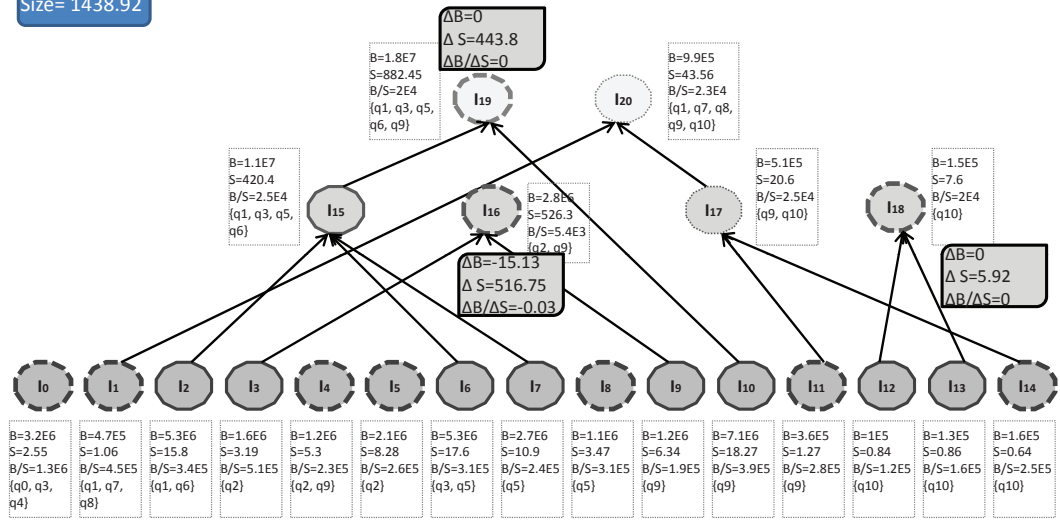 Size= 1438.92
ΔB=0
Δ S=443.8
ΔB/ΔS=0
B=1.8E7
S=882.45
B/S=2E4
{q1, q3, q5,
q6, q9}
I19
I20
B=9.9E5
S=43.56
B/S=2.3E4
{q1, q7, q8,
q9, q10}
B=1.1E7
S=420.4
B/S=2.5E4
{q1, q3, q5,
q6}
I15
I16
B=2.8E6
S=526.3
B/S=5.4E3
{q2, q9}
I17
B=5.1E5
S=20.6
B/S=2.5E4
{q9, q10}
I18
B=1.5E5
S=7.6
B/S=2E4
{q10}
ΔB=-15.13
Δ S=516.75
ΔB/ΔS=-0.03
ΔB=0
Δ S=5.92
ΔB/ΔS=0
I0 I1 I2 I3 I4 I5 I6 I7 I8 I9 I10 I11 I12 I13 I14
B=3.2E6
S=2.55
B/S=1.3E6
{q0, q3,
q4}
B=4.7E5
S=1.06
B/S=4.5E5
{q1, q7,
q8}
B=5.3E6
S=15.8
B/S=3.4E5
{q1, q6}
B=1.6E6
S=3.19
B/S=5.1E5
{q2}
B=1.2E6
S=5.3
B/S=2.3E5
{q2, q9}
B=2.1E6
S=8.28
B/S=2.6E5
{q2}
B=5.3E6
S=17.6
B/S=3.1E5
{q3, q5}
B=2.7E6
S=10.9
B/S=2.4E5
{q5}
B=1.1E6
S=3.47
B/S=3.1E5
{q5}
B=1.2E6
S=6.34
B/S=1.9E5
{q9}
B=7.1E6
S=18.27
B/S=3.9E5
{q9}
B=3.6E5
S=1.27
B/S=2.8E5
{q9}
B=1E5
S=0.84
B/S=1.2E5
{q10}
B=1.3E5
S=0.86
B/S=1.6E5
{q10}
B=1.6E5
S=0.64
B/S=2.5E5
{q10}